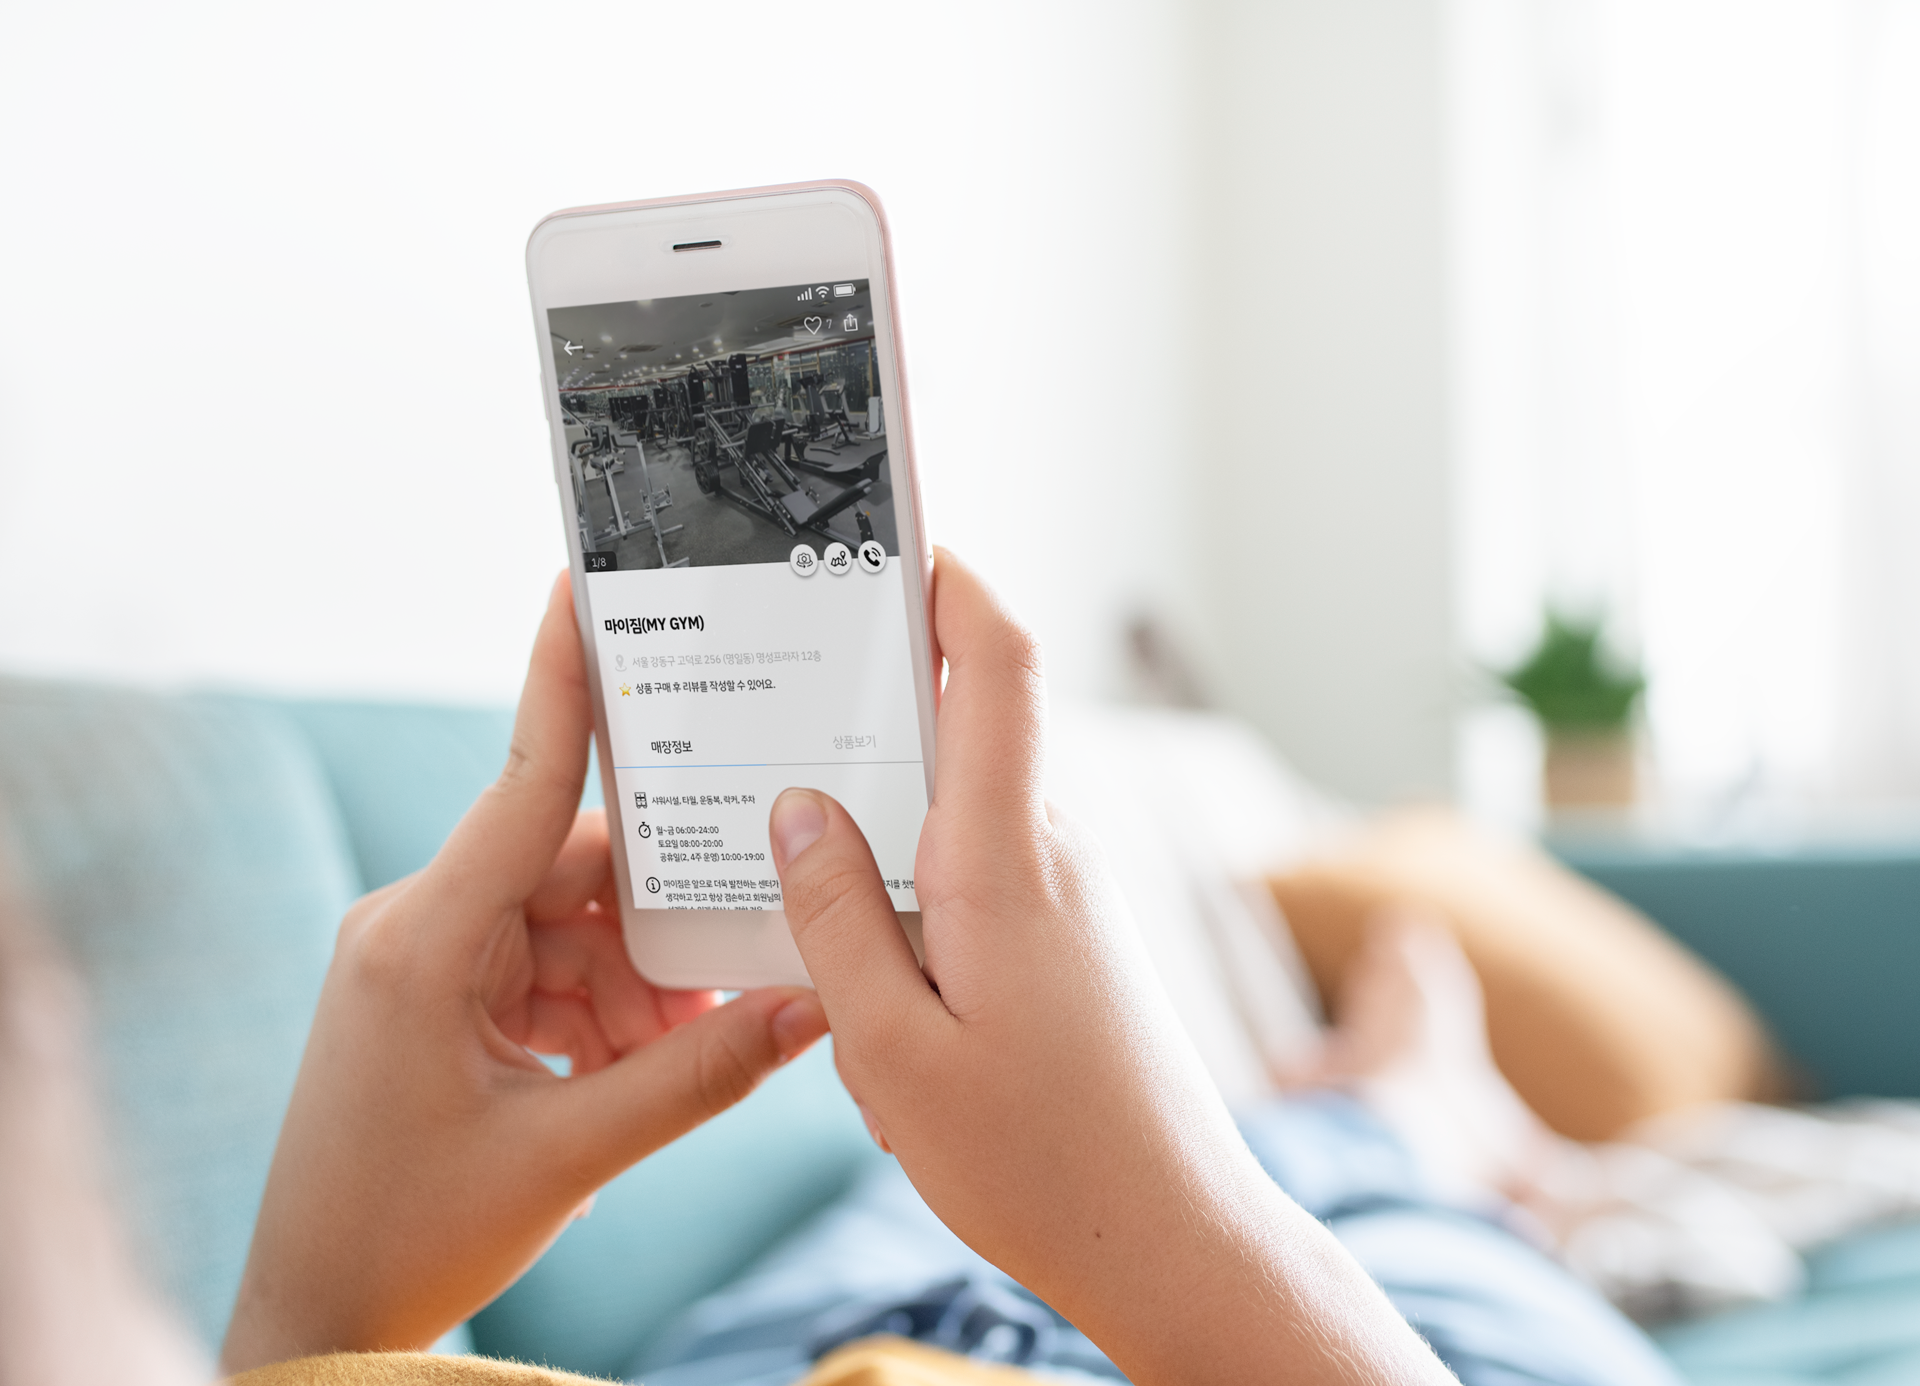 7
1/8
마이짐(MY GYM)
서울 강동구 고덕로 256 (명일동) 명성프라자 12층
상품 구매 후 리뷰를 작성할 수 있어요.
매장정보 상품보기
샤워시설, 타월, 운동복, 락커, 주차
월~금 06:00-24:00
토요일 08:00-20:00
공휴일(2, 4주 운영) 10:00-19:00
마이짐은 앞으로 더욱 발전하는 센터가
생각하고 있고 항상 겸손하고 회원님의